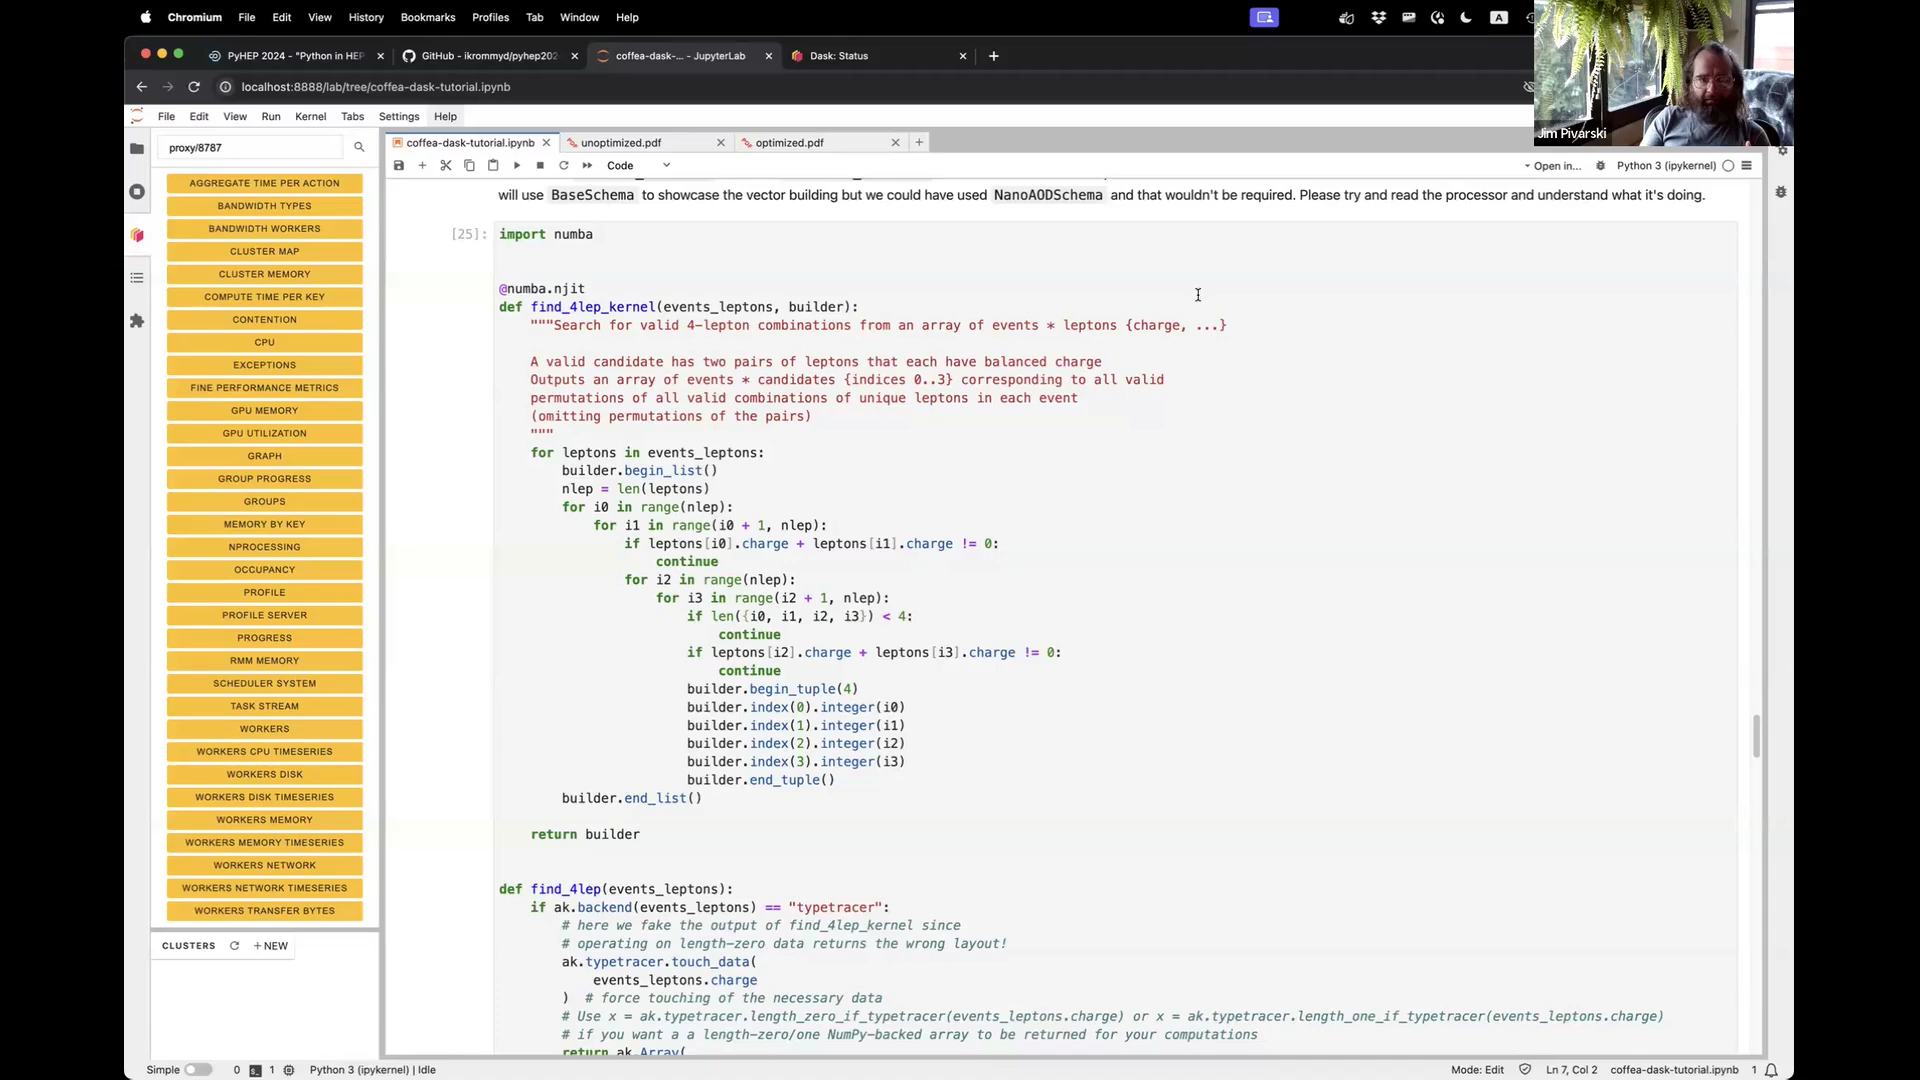 Chromium File Edit View History Bookmarks Profiles Tab Window Help
A
PyHEP 2024 - "Python in HEP
GitHub - ikrommyd/pyhep202
coffea-dask-... - JupyterLab
Dask: Status
localhost:8888/lab/tree/coffea-dask-tutorial.ipynb
Jim Pivarski
File Edit View Run Kernel Tabs Settings Help
proxy/8787
coffea-dask-tutorial.ipynb
unoptimized.pdf
optimized.pdf
Code
Open in...
Python 3 (ipykernel)
AGGREGATE TIME PER ACTION
BANDWIDTH TYPES
BANDWIDTH WORKERS
CLUSTER MAP
CLUSTER MEMORY
COMPUTE TIME PER KEY
CONTENTION
CPU
EXCEPTIONS
FINE PERFORMANCE METRICS
GPU MEMORY
GPU UTILIZATION
GRAPH
GROUP PROGRESS
GROUPS
MEMORY BY KEY
NPROCESSING
OCCUPANCY
PROFILE
PROFILE SERVER
PROGRESS
RMM MEMORY
SCHEDULER SYSTEM
TASK STREAM
WORKERS
WORKERS CPU TIMESERIES
WORKERS DISK
WORKERS DISK TIMESERIES
WORKERS MEMORY
WORKERS MEMORY TIMESERIES
WORKERS NETWORK
WORKERS NETWORK TIMESERIES
WORKERS TRANSFER BYTES
CLUSTERS + NEW
will use BaseSchema to showcase the vector building but we could have used NanoAODSchema and that wouldn't be required. Please try and read the processor and understand what it's doing.
[25]: import numba
@numba.njit
def find_4lep_kernel(events_leptons, builder):
"""Search for valid 4-lepton combinations from an array of events * leptons {charge, ...}
A valid candidate has two pairs of leptons that each have balanced charge
Outputs an array of events * candidates {indices 0..3} corresponding to all valid
permutations of all valid combinations of unique leptons in each event
(omitting permutations of the pairs)
"""
for leptons in events_leptons:
builder.begin_list()
nlep = len(leptons)
for i0 in range(nlep):
for i1 in range(i0 + 1, nlep):
if leptons[i0].charge + leptons[i1].charge != 0:
continue
for i2 in range(nlep):
for i3 in range(i2 + 1, nlep):
if len({i0, i1, i2, i3}) < 4:
continue
if leptons[i2].charge + leptons[i3].charge != 0:
continue
builder.begin_tuple(4)
builder.index(0).integer(i0)
builder.index(1).integer(i1)
builder.index(2).integer(i2)
builder.index(3).integer(i3)
builder.end_tuple()
builder.end_list()
return builder
def find_4lep(events_leptons):
if ak.backend(events_leptons) == "typetracer":
# here we fake the output of find_4lep_kernel since
# operating on length-zero data returns the wrong layout!
ak.typetracer.touch_data(
events_leptons.charge
) # force touching of the necessary data
# Use x = ak.typetracer.length_zero_if_typetracer(events_leptons.charge) or x = ak.typetracer.length_one_if_typetracer(events_leptons.charge)
# if you want a a length-zero/one NumPy-backed array to be returned for your computations
return ak.Array(
Simple 0 1 Python 3 (ipykernel) | Idle Mode: Edit Ln 7, Col 2 coffea-dask-tutorial.ipynb 1